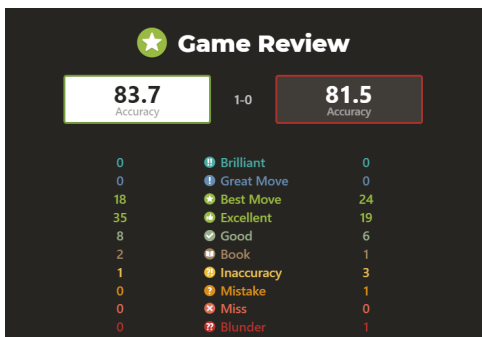 Game Review
83.7 1-0 81.5
Accuracy Accuracy
0 !! Brilliant 0
0 ! Great Move 0
18 Best Move 24
35 Excellent 19
8 Good 6
2 Book 1
1 ?! Inaccuracy 3
0 ? Mistake 1
0 Miss 0
0 ?? Blunder 1